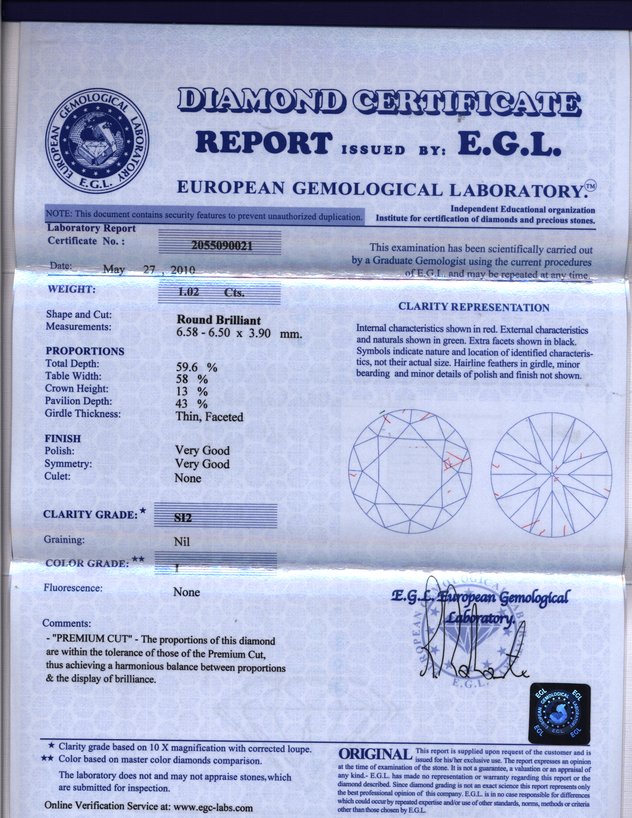 EUROPEAN GEMOLOGICAL LABORATORY
E.G.L.
DIAMOND CERTIFICATE
REPORT ISSUED BY: E.G.L.
EUROPEAN GEMOLOGICAL LABORATORY.™
NOTE: This document contains security features to prevent unauthorized duplication.
Independent Educational organization
Institute for certification of diamonds and precious stones.
Laboratory Report
Certificate No. : 2055090021
Date: May 27, 2010
This examination has been scientifically carried out
by a Graduate Gemologist using the current procedures
of E.G.L. and may be repeated at any time.
WEIGHT: 1.02 Cts.
Shape and Cut: Round Brilliant
Measurements: 6.58 - 6.50 x 3.90 mm.
PROPORTIONS
Total Depth: 59.6 %
Table Width: 58 %
Crown Height: 13 %
Pavilion Depth: 43 %
Girdle Thickness: Thin, Faceted
FINISH
Polish: Very Good
Symmetry: Very Good
Culet: None
CLARITY GRADE:★ SI2
Graining: Nil
COLOR GRADE:★★ I
Fluorescence: None
Comments:
- "PREMIUM CUT" - The proportions of this diamond
are within the tolerance of those of the Premium Cut,
thus achieving a harmonious balance between proportions
& the display of brilliance.
CLARITY REPRESENTATION
Internal characteristics shown in red. External characteristics
and naturals shown in green. Extra facets shown in black.
Symbols indicate nature and location of identified characteris-
tics, not their actual size. Hairline feathers in girdle, minor
bearding and minor details of polish and finish not shown.
E.G.L. European Gemological
Laboratory.
E.G.L.
EGL
EGL
EGL
EGL
★ Clarity grade based on 10 X magnification with corrected loupe.
★★ Color based on master color diamonds comparison.
The laboratory does not and may not appraise stones,which
are submitted for inspection.
Online Verification Service at: www.egc-labs.com
ORIGINAL This report is supplied upon request of the customer and is
issued for his/her exclusive use. The report expresses an opinion
at the time of examination of the stone. It is not a guarantee, a valuation or an appraisal of
any kind.- E.G.L. has made no representation or warranty regarding this report or the
diamond described. Since diamond grading is not an exact science this report represents only
the best professional opinion of this company. E.G.L. is in no case responsible for differences
which could occur by repeated expertise and/or use of other standards, norms, methods or criteria
other than those chosen by E.G.L.